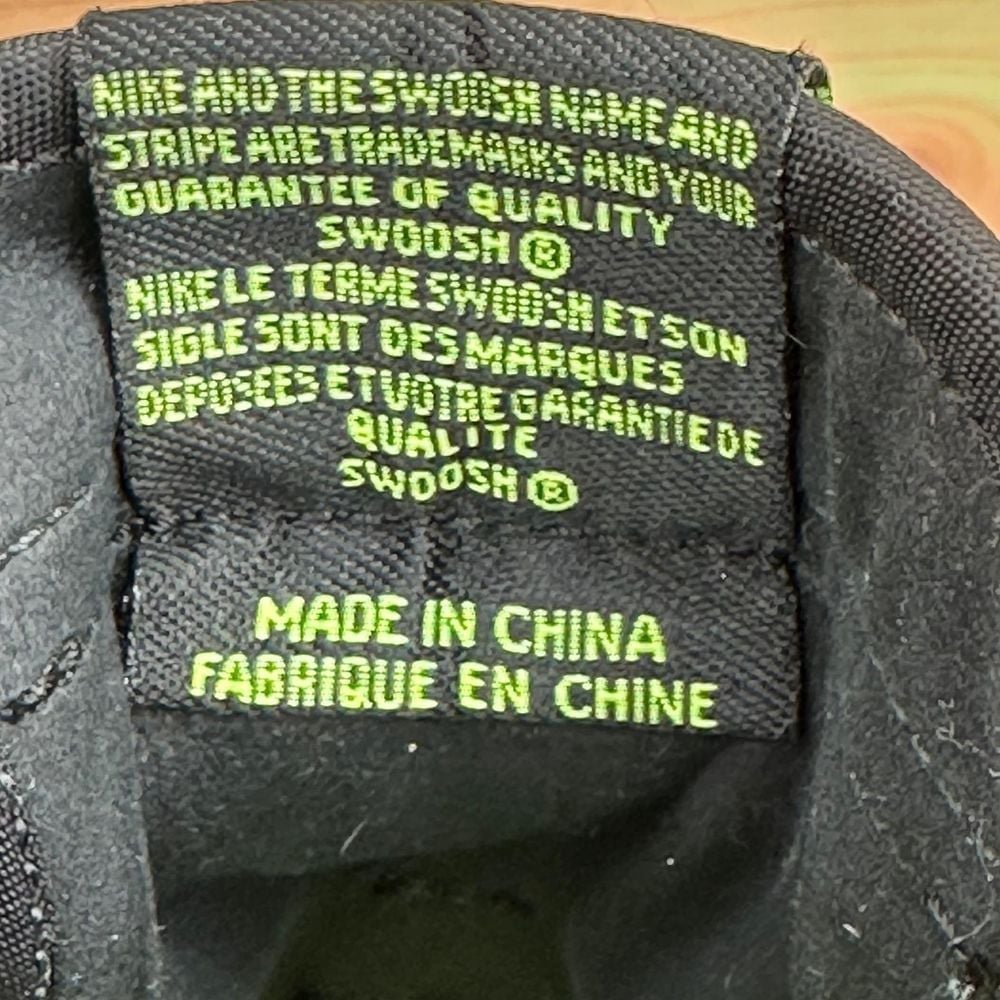 NIKE AND THE SWOOSH NAME AND
STRIPE ARE TRADEMARKS AND YOUR
GUARANTEE OF QUALITY
SWOOSH ®
NIKE LE TERME SWOOSH ET SON
SIGLE SONT DES MARQUES
DEPOSEES ET VOTRE GARANTIE DE
QUALITE
SWOOSH ®
MADE IN CHINA
FABRIQUE EN CHINE